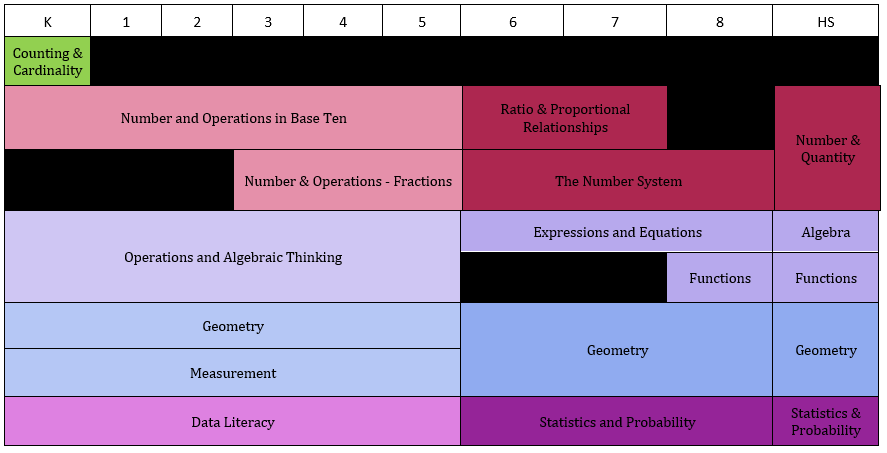 K 1 2 3 4 5 6 7 8 HS
Counting &
Cardinality
Number and Operations in Base Ten
Ratio & Proportional
Relationships
Number &
Quantity
Number & Operations - Fractions
The Number System
Operations and Algebraic Thinking
Expressions and Equations
Algebra
Functions
Functions
Geometry
Geometry
Geometry
Measurement
Data Literacy
Statistics and Probability
Statistics &
Probability